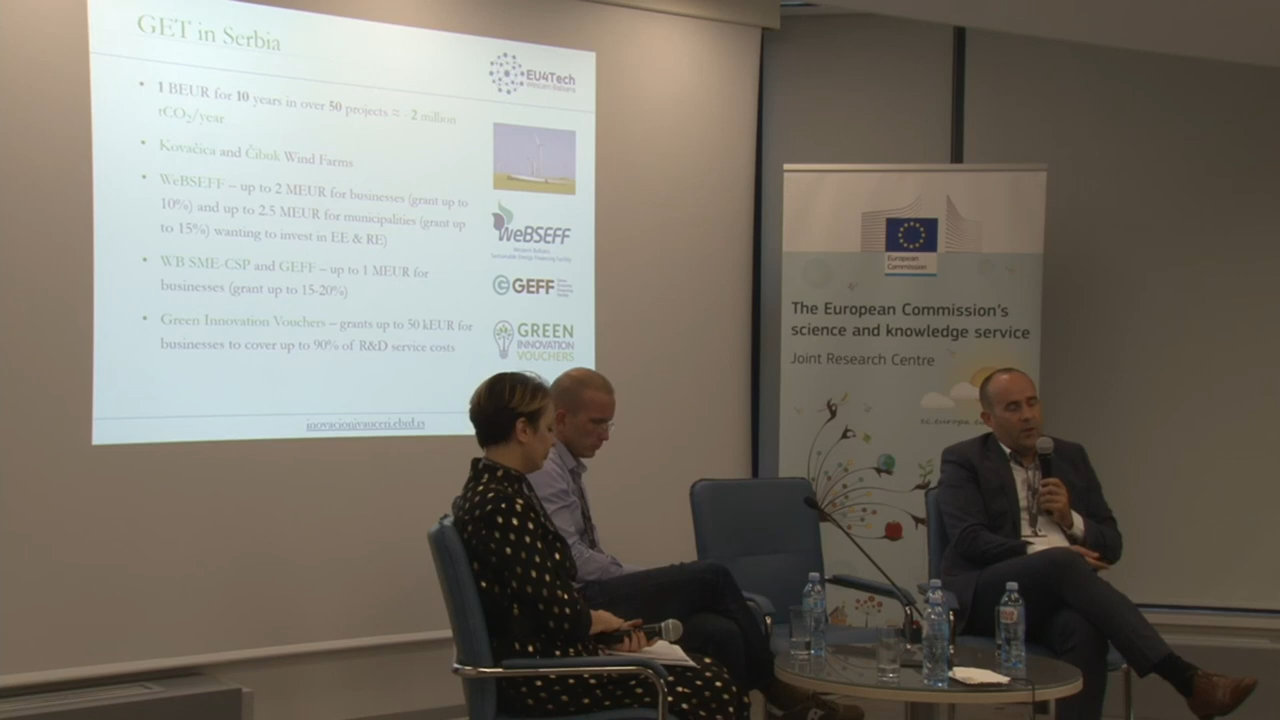 GET in Serbia
EU4Tech
• 1 BEUR for 10 years in over 50 projects = 2 million
tCO₂/year
• Kovačica and Čibuk Wind Farms
• WeBSEFF – up to 2 MEUR for businesses (grant up to
10%) and up to 2.5 MEUR for municipalities (grant up
to 15%) wanting to invest in EE & RE)
• WB SME-CSP and GEFF – up to 1 MEUR for
businesses (grant up to 15-20%)
• Green Innovation Vouchers – grants up to 50 kEUR for
businesses to cover up to 90% of R&D service costs
WeBSEFF
GEFF
GREEN
INNOVATION
VOUCHERS
inovacionivauceri.ebrd.rs
European
Commission
The European Commission's
science and knowledge service
Joint Research Centre